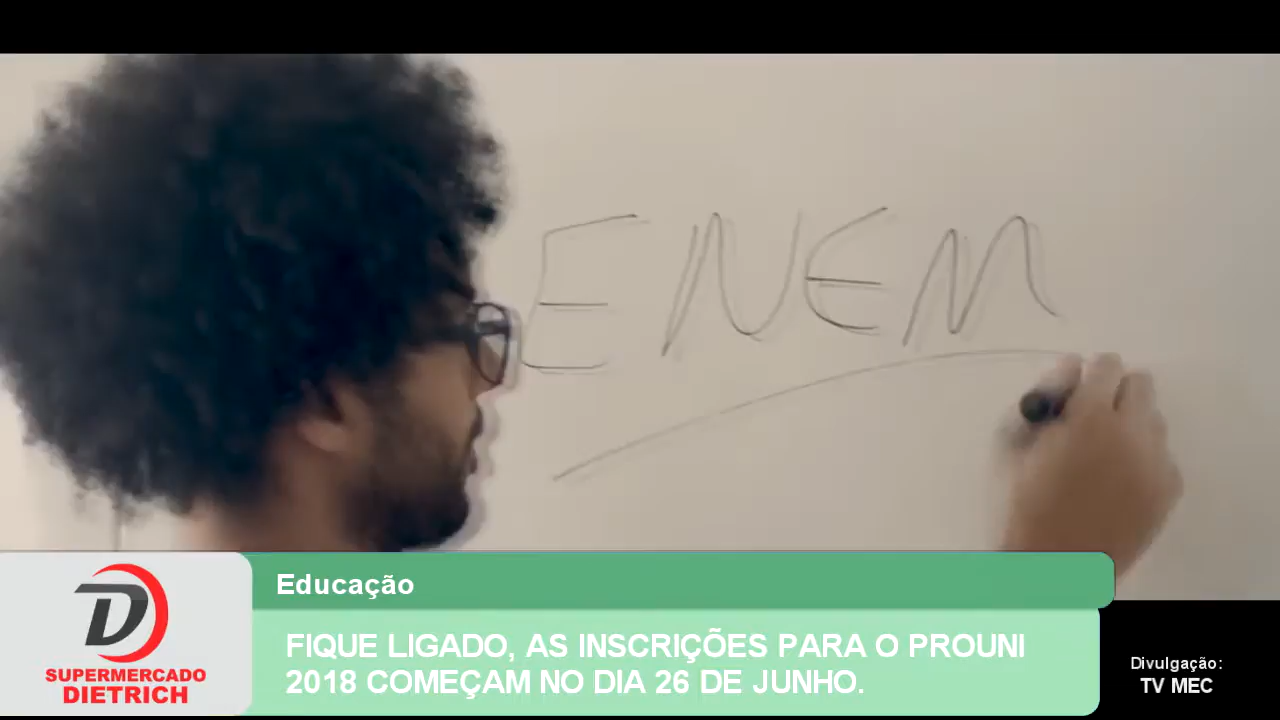 ENEM
Educação
FIQUE LIGADO, AS INSCRIÇÕES PARA O PROUNI
2018 COMEÇAM NO DIA 26 DE JUNHO.
D
SUPERMERCADO
DIETRICH
Divulgação:
TV MEC